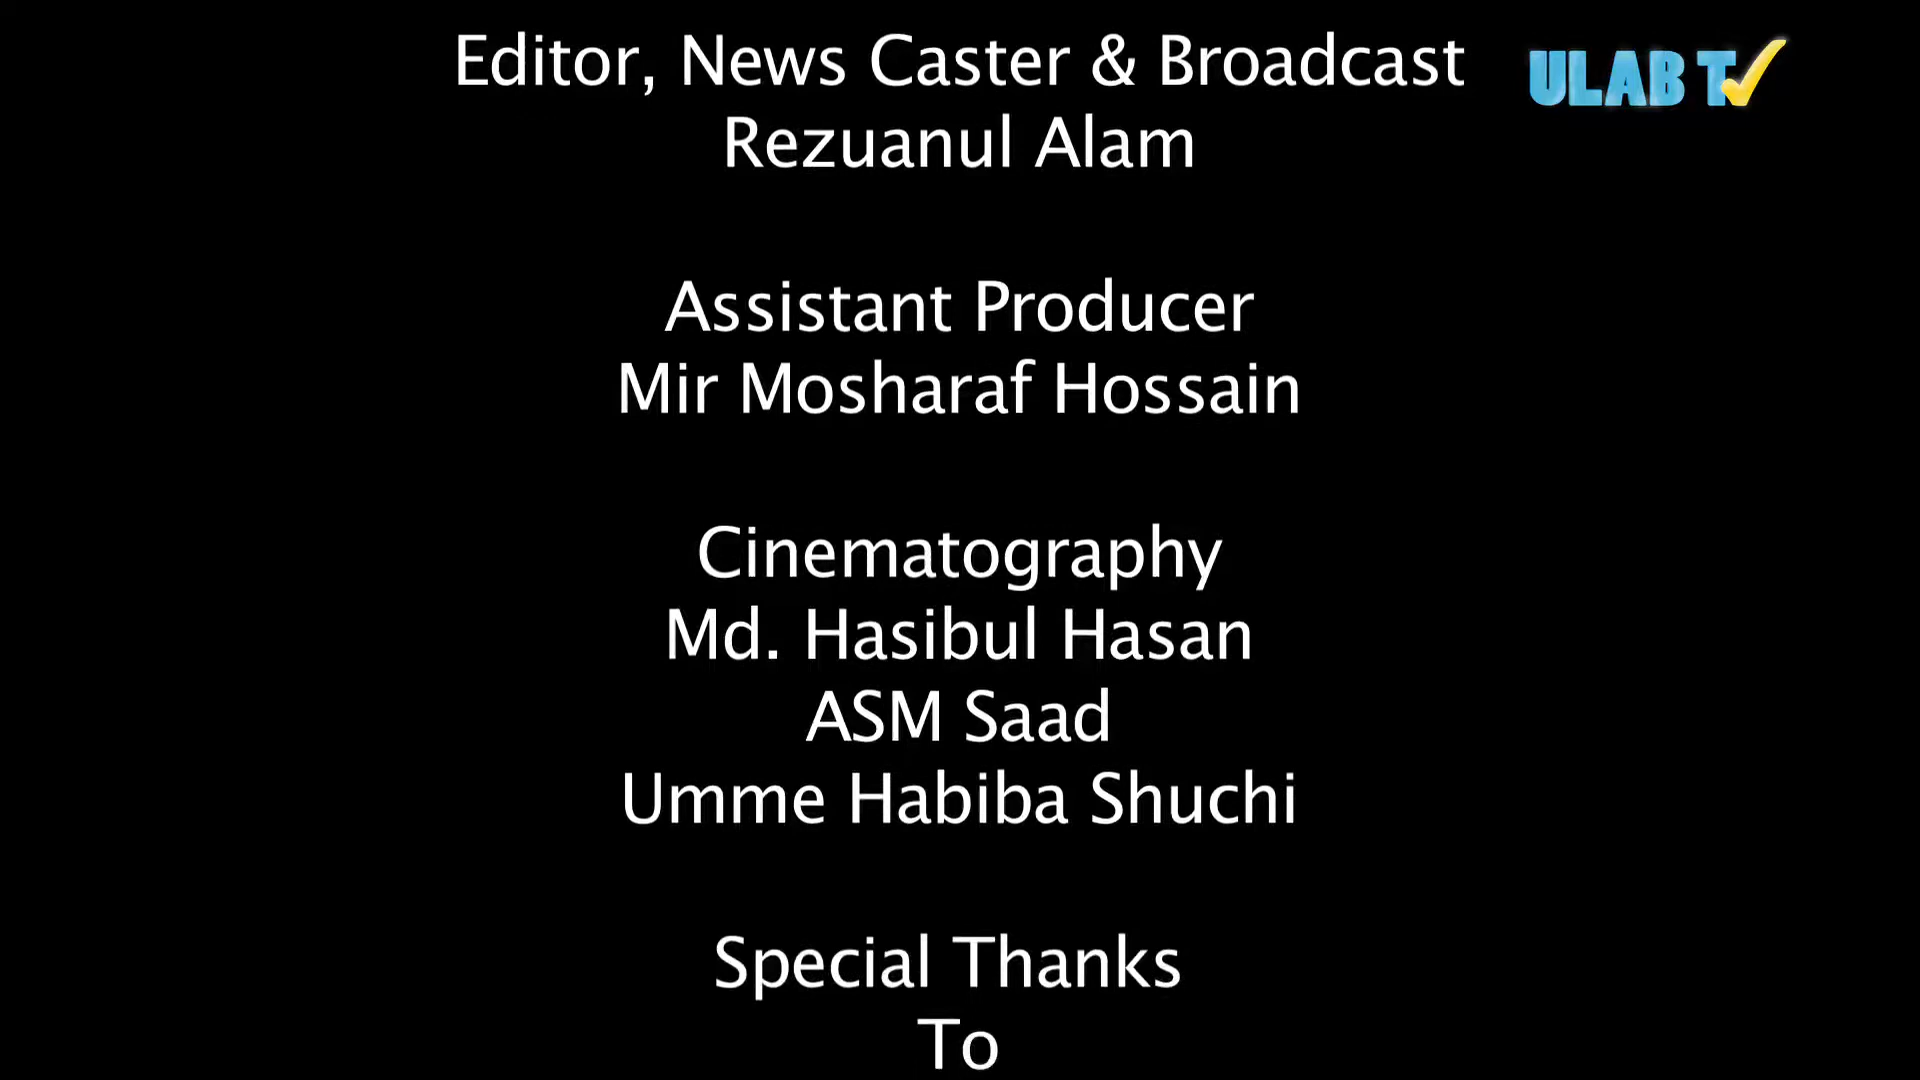 Editor, News Caster & Broadcast
ULAB TV
Rezuanul Alam
Assistant Producer
Mir Mosharaf Hossain
Cinematography
Md. Hasibul Hasan
ASM Saad
Umme Habiba Shuchi
Special Thanks
To